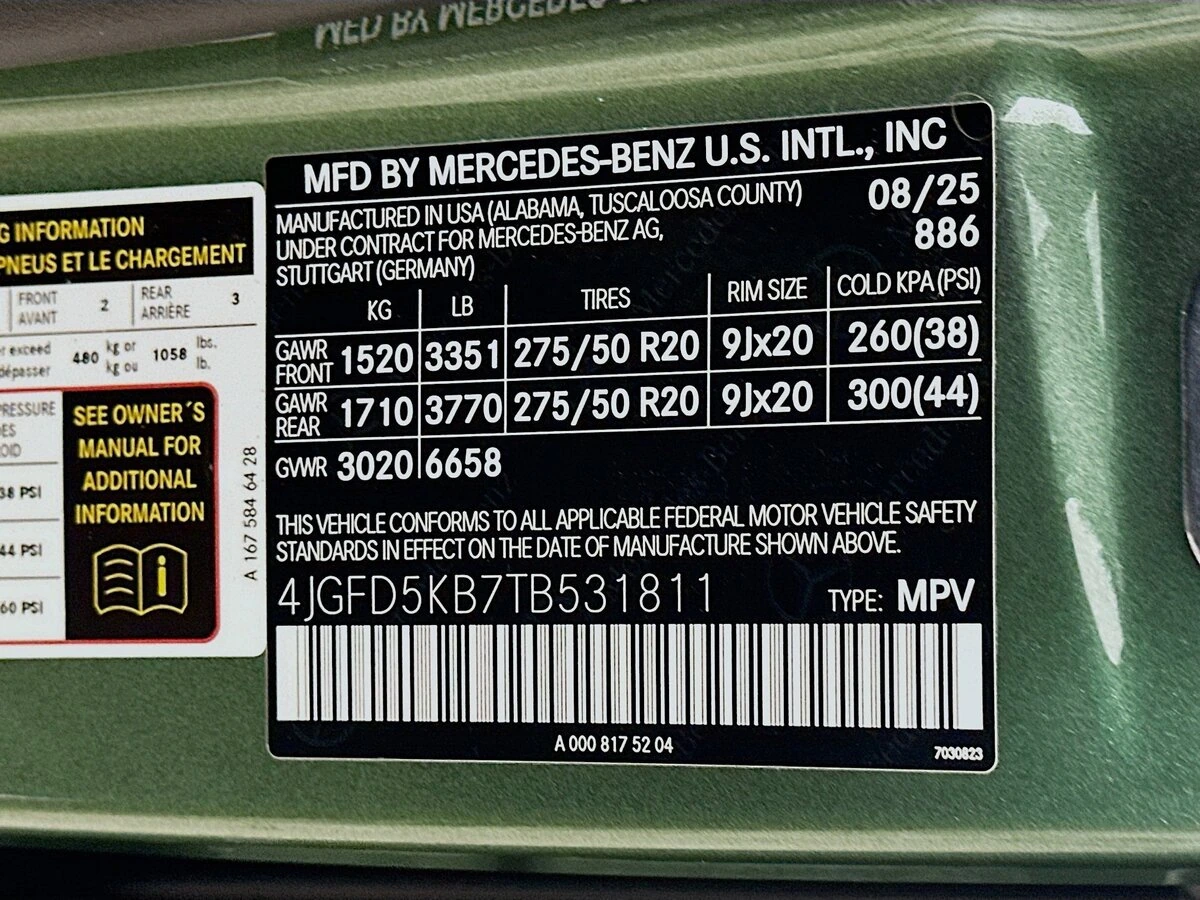 MFD BY MERCEDES-BENZ U.S. INTL., INC
MANUFACTURED IN USA (ALABAMA, TUSCALOOSA COUNTY)
UNDER CONTRACT FOR MERCEDES-BENZ AG,
STUTTGART (GERMANY)
08/25
886
KG LB TIRES RIM SIZE COLD KPA (PSI)
GAWR FRONT 1520 3351 275/50 R20 9Jx20 260(38)
GAWR REAR 1710 3770 275/50 R20 9Jx20 300(44)
GVWR 3020 6658
THIS VEHICLE CONFORMS TO ALL APPLICABLE FEDERAL MOTOR VEHICLE SAFETY
STANDARDS IN EFFECT ON THE DATE OF MANUFACTURE SHOWN ABOVE.
4JGFD5KB7TB531811 TYPE: MPV
A 000 817 52 04
7030823
INFORMATION
PNEUS ET LE CHARGEMENT
FRONT AVANT 2 REAR ARRIÈRE 3
exceed dépasser 480 kg or kg ou 1058 lbs. lb.
PRESSURE
SEE OWNER´S
MANUAL FOR
ADDITIONAL
INFORMATION
38 PSI
44 PSI
60 PSI
A 167 584 64 28